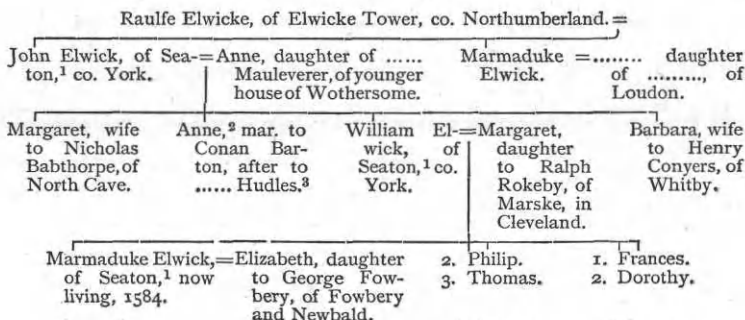 Raulfe Elwicke, of Elwicke Tower, co. Northumberland.=
John Elwick, of Sea-
ton,¹ co. York.
=Anne, daughter of ......
Mauleverer, of younger
house of Wothersome.
Marmaduke
Elwick.
=........ daughter
of ........., of
Loudon.
Margaret, wife
to Nicholas
Babthorpe, of
North Cave.
Anne,² mar. to
Conan Bar-
ton, after to
...... Hudles.³
William El-
wick, of
Seaton,¹ co.
York.
=Margaret,
daughter
to Ralph
Rokeby, of
Marske, in
Cleveland.
Barbara, wife
to Henry
Conyers, of
Whitby.
Marmaduke Elwick,
of Seaton,¹ now
living, 1584.
=Elizabeth, daughter
to George Fow-
bery, of Fowbery
and Newbald.
2. Philip.
3. Thomas.
1. Frances.
2. Dorothy.